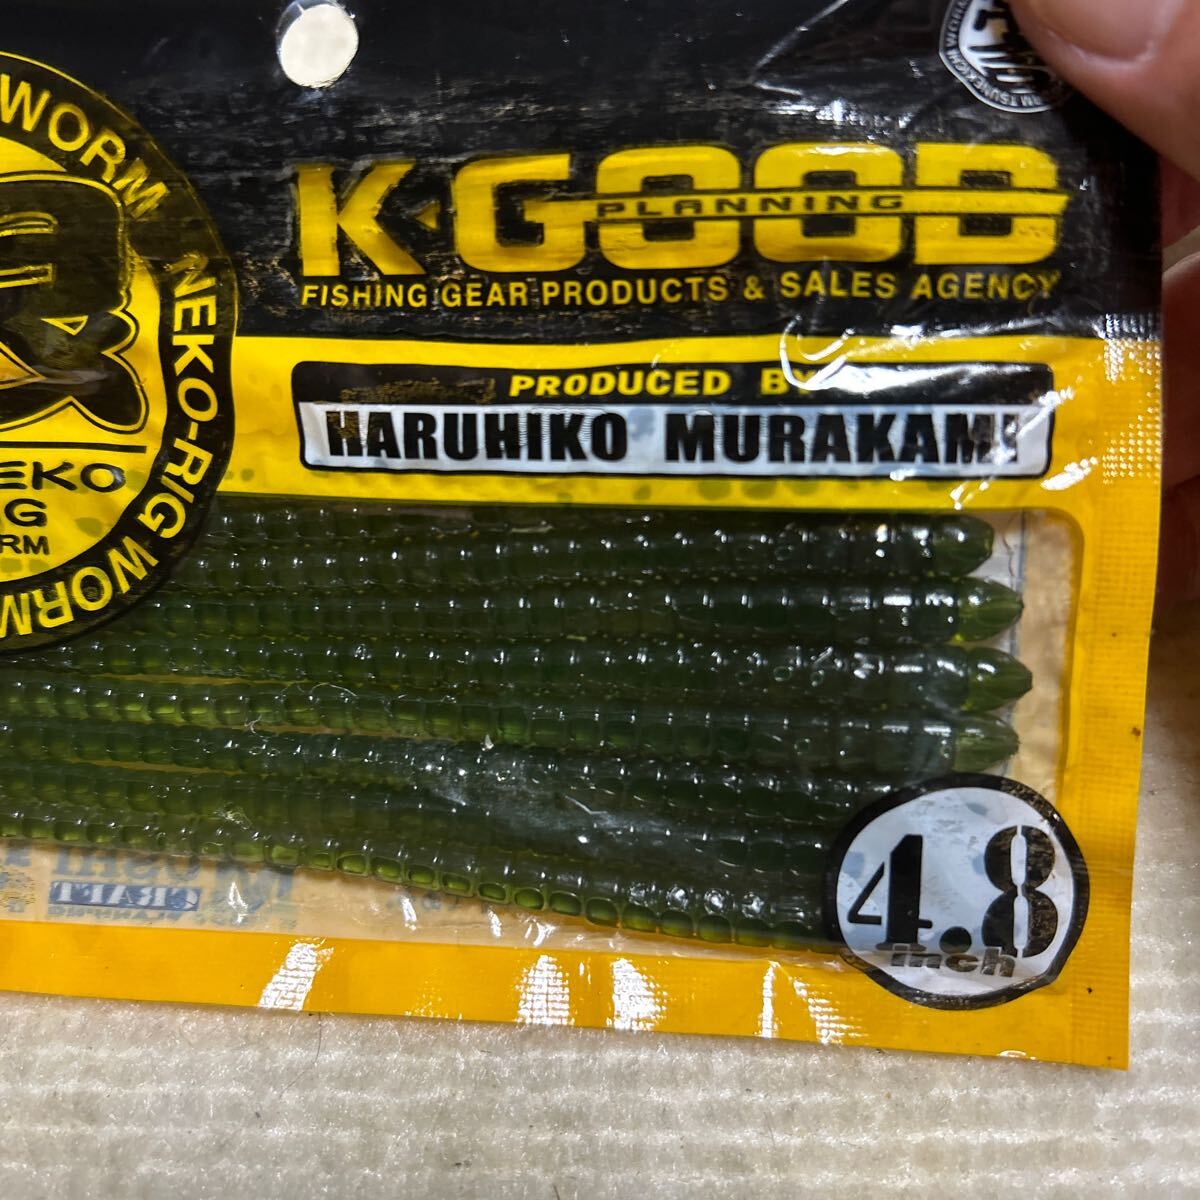 WORM NEKO-RIG WORM
K-GOOD
PLANNING
FISHING GEAR PRODUCTS & SALES AGENCY
PRODUCED BY
HARUHIKO MURAKAMI
EKO
G
RM
CRAFT
4.8
inch